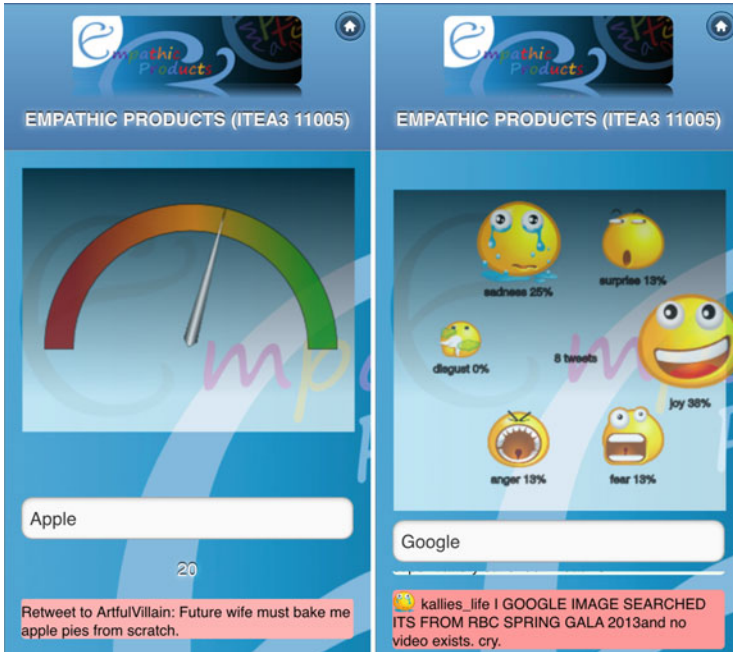 Empathic
Products
EMPATHIC PRODUCTS (ITEA3 11005)
Apple
20
Retweet to ArtfulVillain: Future wife must bake me
apple pies from scratch.
Empathic
Products
EMPATHIC PRODUCTS (ITEA3 11005)
sadness 25%
surprise 13%
disgust 0%
8 tweets
joy 38%
anger 13%
fear 13%
Google
kallies_life I GOOGLE IMAGE SEARCHED
ITS FROM RBC SPRING GALA 2013and no
video exists. cry.